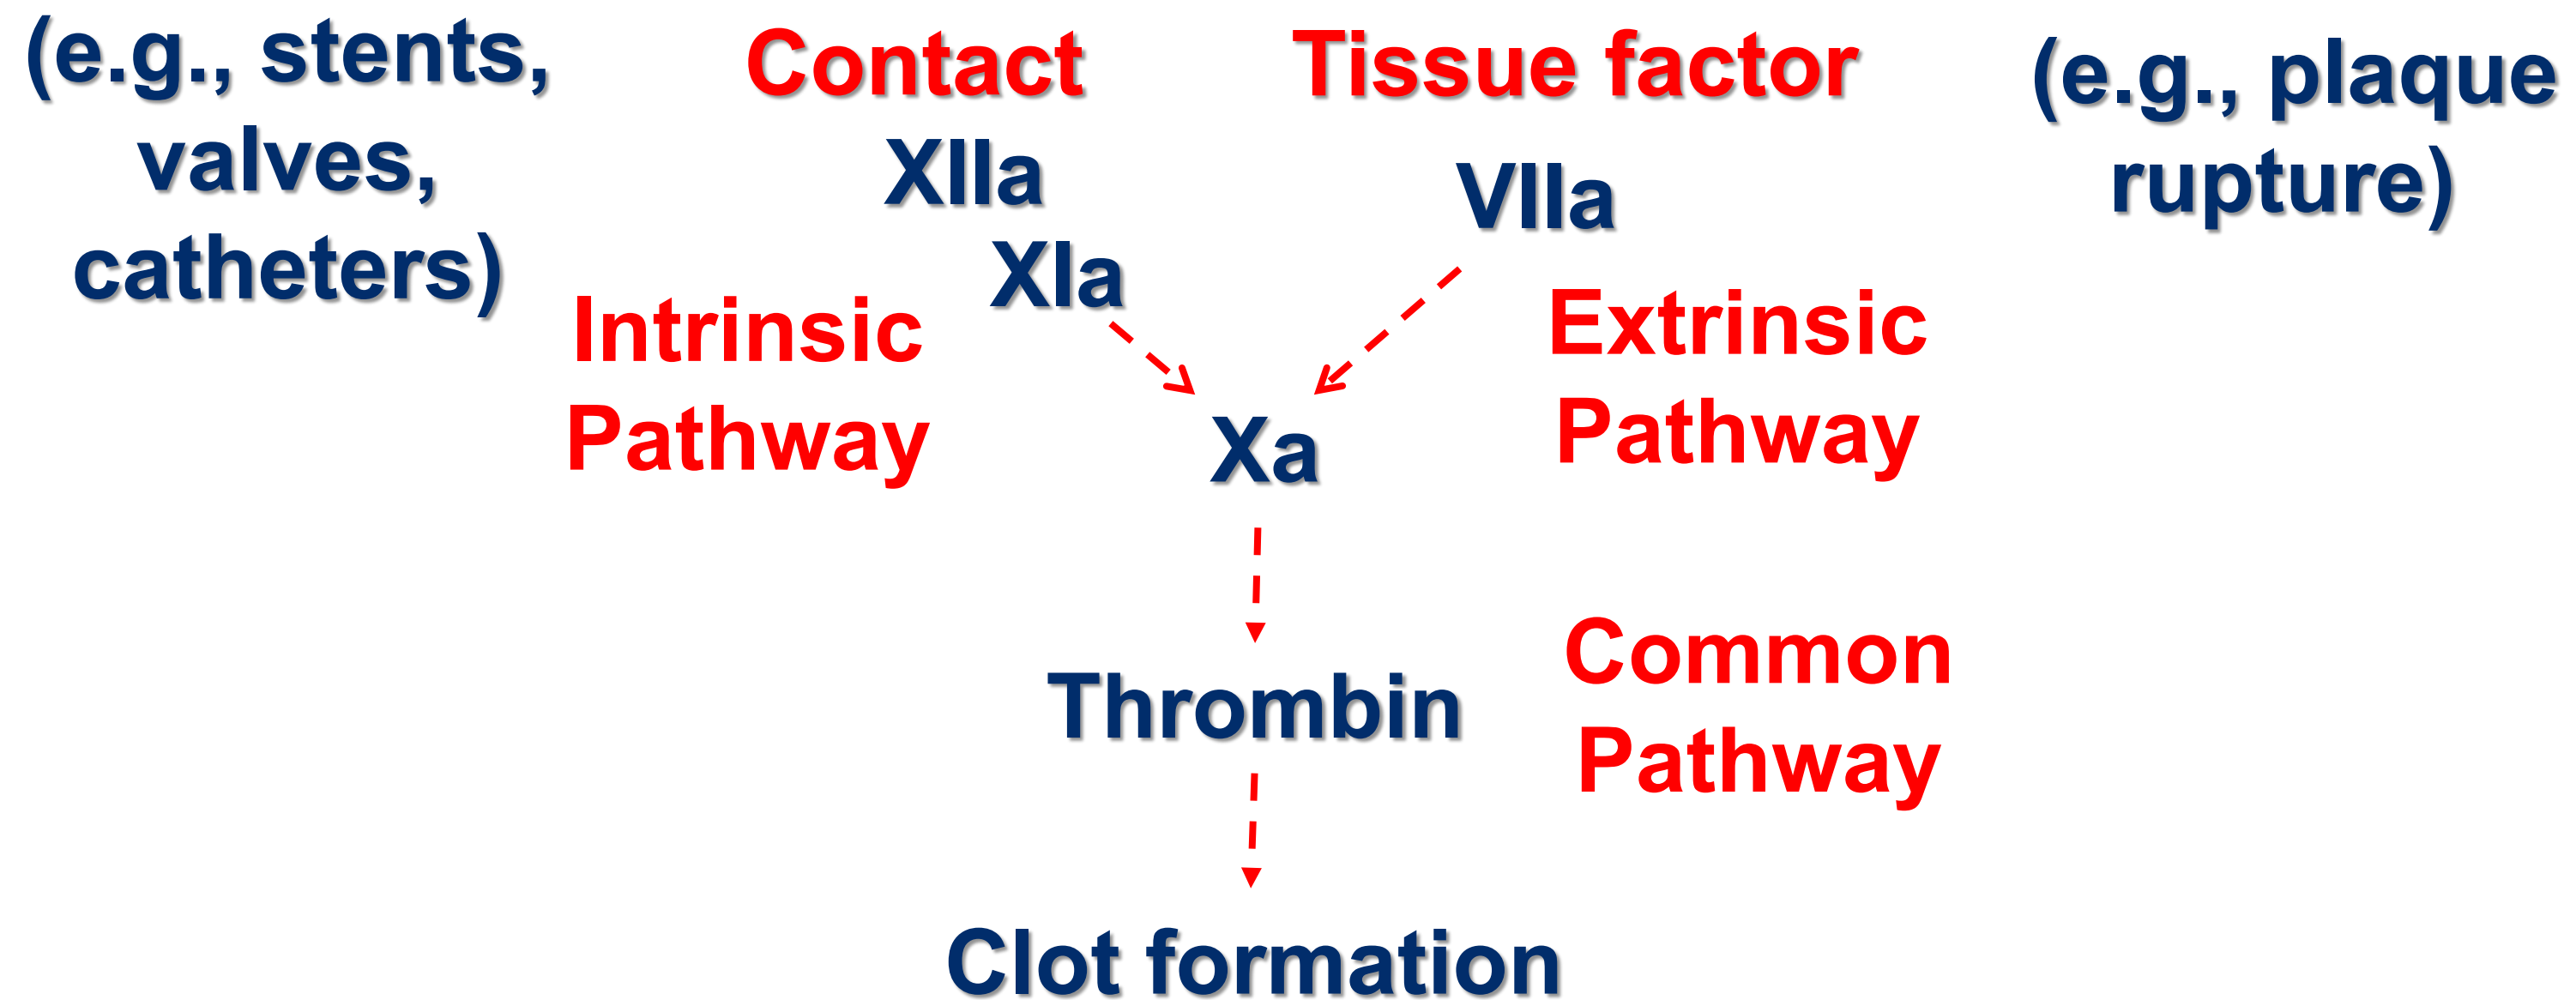 (e.g., stents,
valves,
catheters)
Contact
XIIa
XIa
Intrinsic
Pathway
Tissue factor
VIIa
(e.g., plaque
rupture)
Extrinsic
Pathway
Xa
Thrombin
Common
Pathway
Clot formation